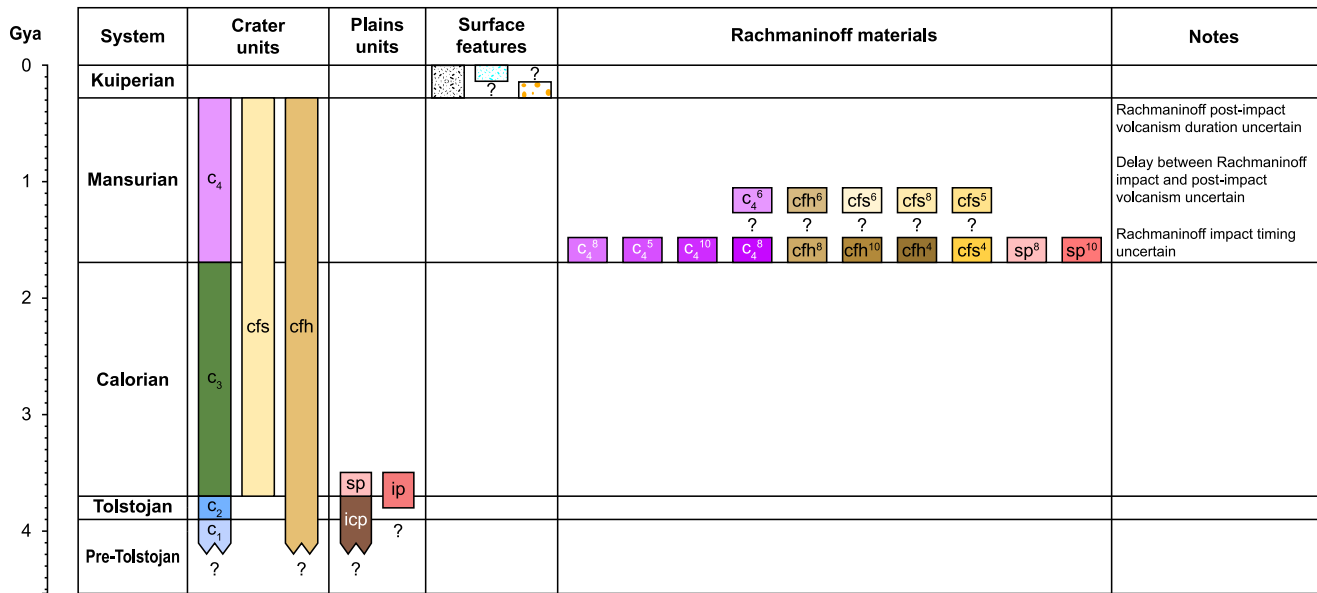 Gya
System
Crater
units
Plains
units
Surface
features
Rachmaninoff materials
Notes
0
Kuiperian
?
?
Rachmaninoff post-impact
volcanism duration uncertain
1
Mansurian
c4
Delay between Rachmaninoff
impact and post-impact
volcanism uncertain
c4^6 cfh^6 cfs^6 cfs^8 cfs^5
? ? ? ? ?
Rachmaninoff impact timing
uncertain
c4^8 c4^5 c4^10 c4^8 cfh^8 cfh^10 cfh^4 cfs^4 sp^8 sp^10
2
cfs cfh
Calorian
c3
3
sp ip
Tolstojan
c2
icp
4
c1
?
Pre-Tolstojan
? ? ?